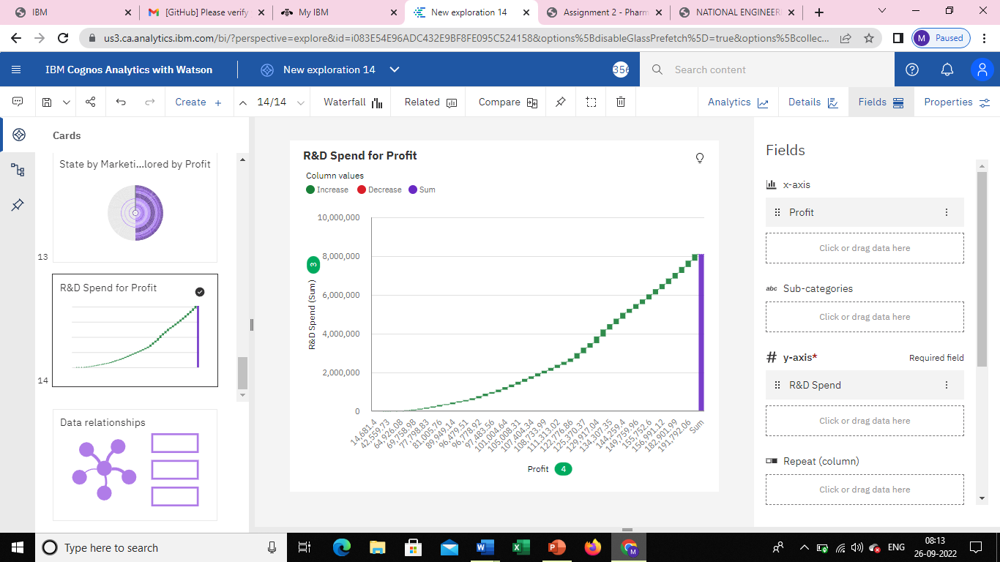 IBM
[GitHub] Please verify
My IBM
New exploration 14
Assignment 2 - Pharm
NATIONAL ENGINEER
us3.ca.analytics.ibm.com/bi/?perspective=explore&id=i083E54E96ADC432E9BF8FE095C524158&options%5BdisableGlassPrefetch%5D=true&options%5Bcollec...
M Paused
IBM Cognos Analytics with Watson
New exploration 14
356
Search content
Create
14/14
Waterfall
Related
Compare
Analytics
Details
Fields
Properties
Cards
State by Marketi...lored by Profit
13
R&D Spend for Profit
14
Data relationships
R&D Spend for Profit
Column values
Increase Decrease Sum
10,000,000
8,000,000
6,000,000
4,000,000
2,000,000
0
R&D Spend (Sum) 3
14,681.4
42,559.73
64,926.08
69,758.98
77,798.83
81,005.76
89,949.14
96,479.51
96,778.92
97,483.56
101,004.64
105,008.31
107,404.34
108,733.99
111,313.02
122,776.86
125,370.37
129,917.04
134,307.35
144,259.4
149,759.96
155,752.6
156,991.12
182,901.99
191,792.06
Sum
Profit 4
Fields
x-axis
Profit
Click or drag data here
abc Sub-categories
Click or drag data here
# y-axis* Required field
R&D Spend
Click or drag data here
Repeat (column)
Click or drag data here
Type here to search
ENG
08:13
26-09-2022